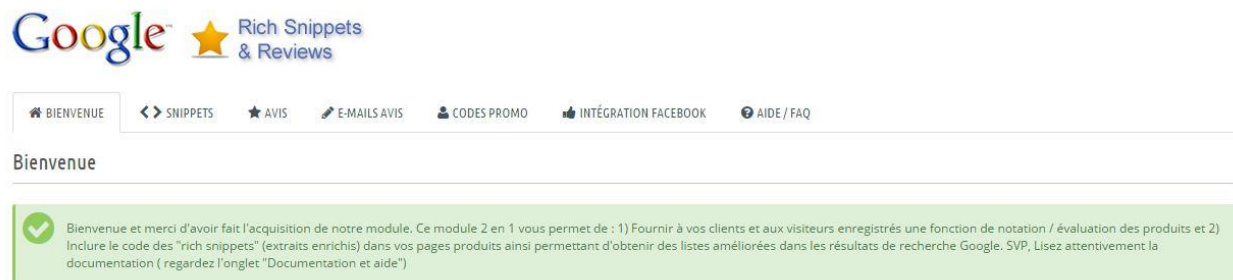 Google Rich Snippets
& Reviews
BIENVENUE SNIPPETS AVIS E-MAILS AVIS CODES PROMO INTÉGRATION FACEBOOK AIDE / FAQ
Bienvenue
Bienvenue et merci d'avoir fait l'acquisition de notre module. Ce module 2 en 1 vous permet de : 1) Fournir à vos clients et aux visiteurs enregistrés une fonction de notation / évaluation des produits et 2)
Inclure le code des "rich snippets" (extraits enrichis) dans vos pages produits ainsi permettant d'obtenir des listes améliorées dans les résultats de recherche Google. SVP, Lisez attentivement la
documentation ( regardez l'onglet "Documentation et aide")